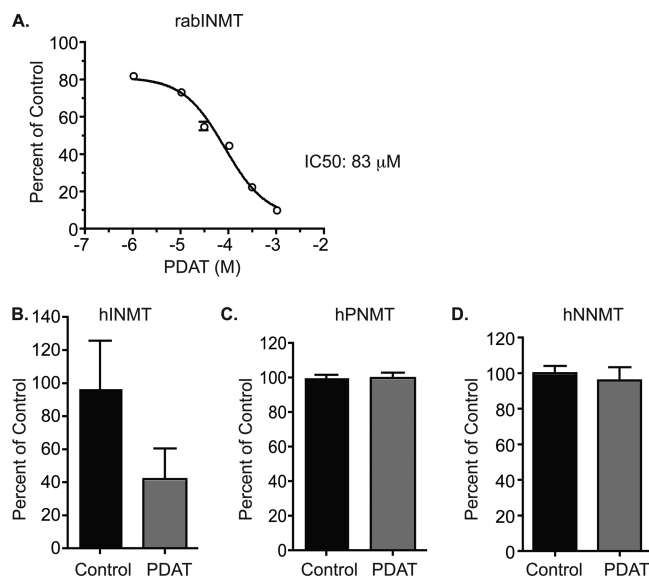 A.
rabINMT
Percent of Control
100
80
60
40
20
0
-7 -6 -5 -4 -3 -2
PDAT (M)
IC50: 83 μM
B.
hINMT
Percent of Control
140
120
100
80
60
40
20
0
Control PDAT
C.
hPNMT
Percent of Control
120
100
80
60
40
20
0
Control PDAT
D.
hNNMT
Percent of Control
120
100
80
60
40
20
0
Control PDAT